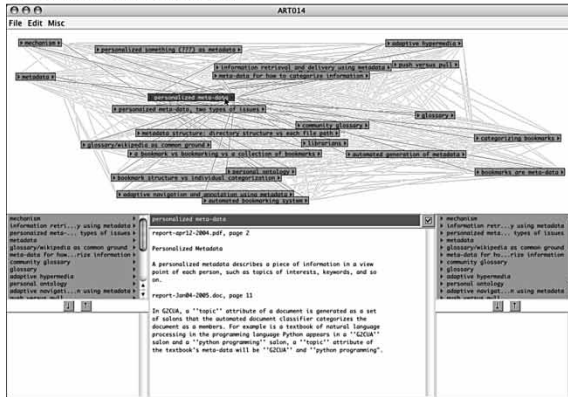 ART014
File Edit Misc
mechanism
adaptive hypermedia
personalized something (???) as metadata
information retrieval and delivery using metadata
push versus pull
metadata
meta-data for how to categorize information
personalized meta-data
personalized meta-data, two types of issues
glossary
community glossary
metadata structure: directory structure vs each file path
categorizing bookmarks
glossary/wikipedia as common ground
librarians
a bookmark vs bookmarking vs a collection of bookmarks
automated generation of metadata
personal ontology
bookmarks are meta-data
bookmark structure vs individual categorization
adaptive navigation and annotation using metadata
automated bookmarking system
mechanism
information retri...y using metadata
personalized meta-... types of issues
metadata
glossary/wikipedia as common ground
meta-data for how...rize information
community glossary
glossary
adaptive hypermedia
personal ontology
adaptive navigati...n using metadata
push versus pull
personalized meta-data
report-apr12-2004.pdf, page 2
Personalized Metadata
A personalized metadata describes a piece of information in a view
point of each person, such as topics of interests, keywords, and so
on.
report-Jan04-2005.doc, page 11
In G2CUA, a ''topic'' attribute of a document is generated as a set
of salons that the automated document classifier categorizes the
document as a members. For example is a textbook of natural language
processing in the programming language Python appears in a ''G2CUA''
salon and a ''python programming'' salon, a ''topic'' attribute of
the textbook's meta-data will be ''G2CUA'' and ''python programming''.
mechanism
information retr...y using metadata
personalized met... types of issues
metadata
glossary/wikipedia as common ground
meta-data for ho...rize information
community glossary
glossary
adaptive hypermedia
personal ontology
adaptive navigat...n using metadata
push versus pull